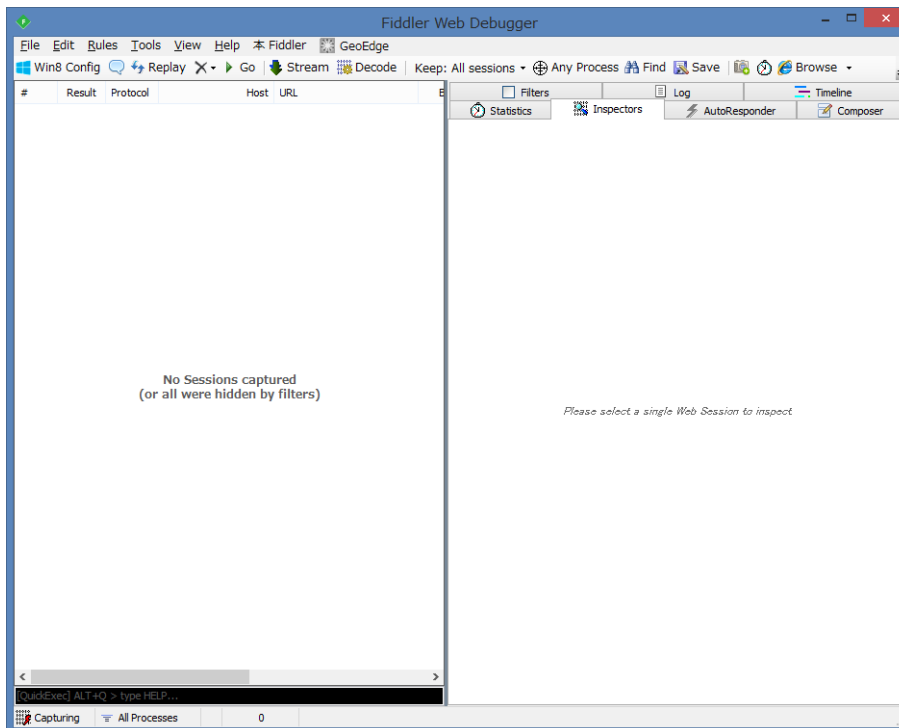 Fiddler Web Debugger
File Edit Rules Tools View Help 本 Fiddler GeoEdge
Win8 Config Replay X Go Stream Decode Keep: All sessions Any Process Find Save Browse
# Result Protocol Host URL B
Filters Log Timeline
Statistics Inspectors AutoResponder Composer
No Sessions captured
(or all were hidden by filters)
Please select a single Web Session to inspect
[QuickExec] ALT+Q > type HELP...
Capturing All Processes 0